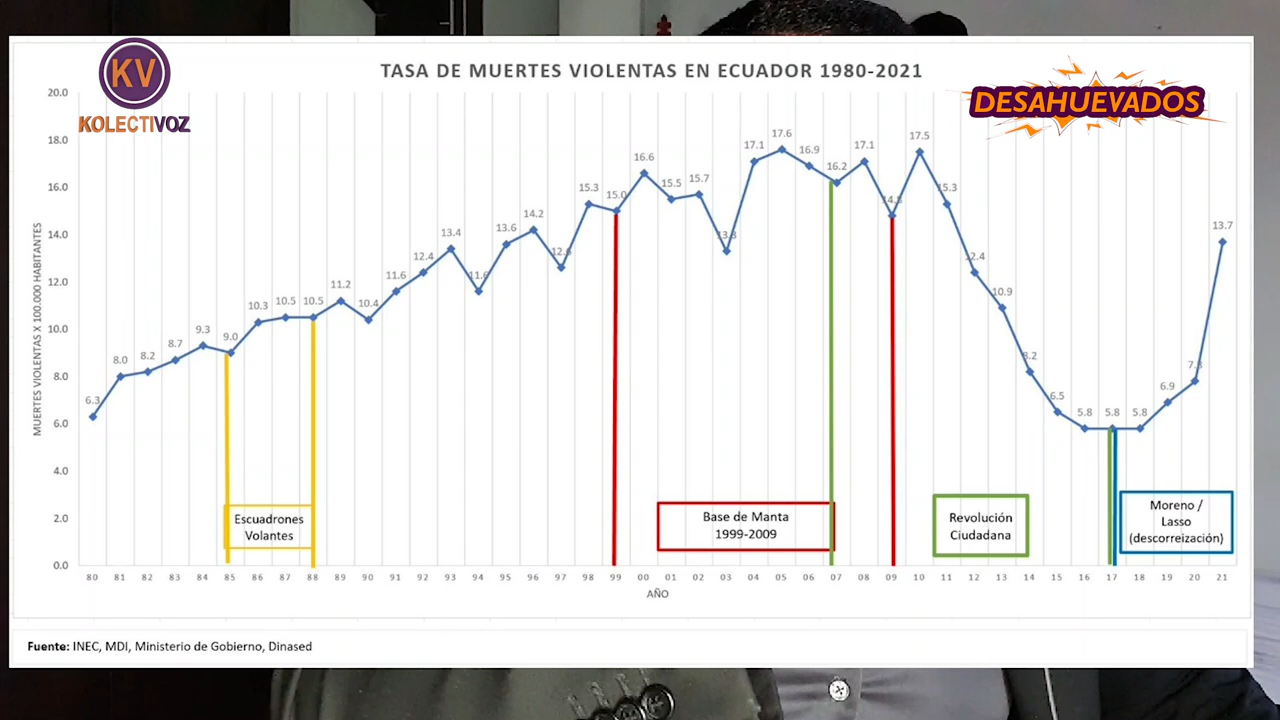 KV
KOLECTIVOZ
TASA DE MUERTES VIOLENTAS EN ECUADOR 1980-2021
DESAHUEVADOS
MUERTES VIOLENTAS X 100.000 HABITANTES
20.0
18.0
16.0
14.0
12.0
10.0
8.0
6.0
4.0
2.0
0.0
6.3 8.0 8.2 8.7 9.3 9.0 10.3 10.5 10.5 11.2 10.4 11.6 12.4 13.4 11.6 13.6 14.2 12.6 15.3 15.0 16.6 15.5 15.7 13.3 17.1 17.6 16.9 16.2 17.1 14.8 17.5 15.3 12.4 10.9 8.2 6.5 5.8 5.8 5.8 6.9 13.7
Escuadrones
Volantes
Base de Manta
1999-2009
Revolución
Ciudadana
Moreno /
Lasso
(descorreización)
80 81 82 83 84 85 86 87 88 89 90 91 92 93 94 95 96 97 98 99 00 01 02 03 04 05 06 07 08 09 10 11 12 13 14 15 16 17 18 19 20 21
AÑO
Fuente: INEC, MDI, Ministerio de Gobierno, Dinased